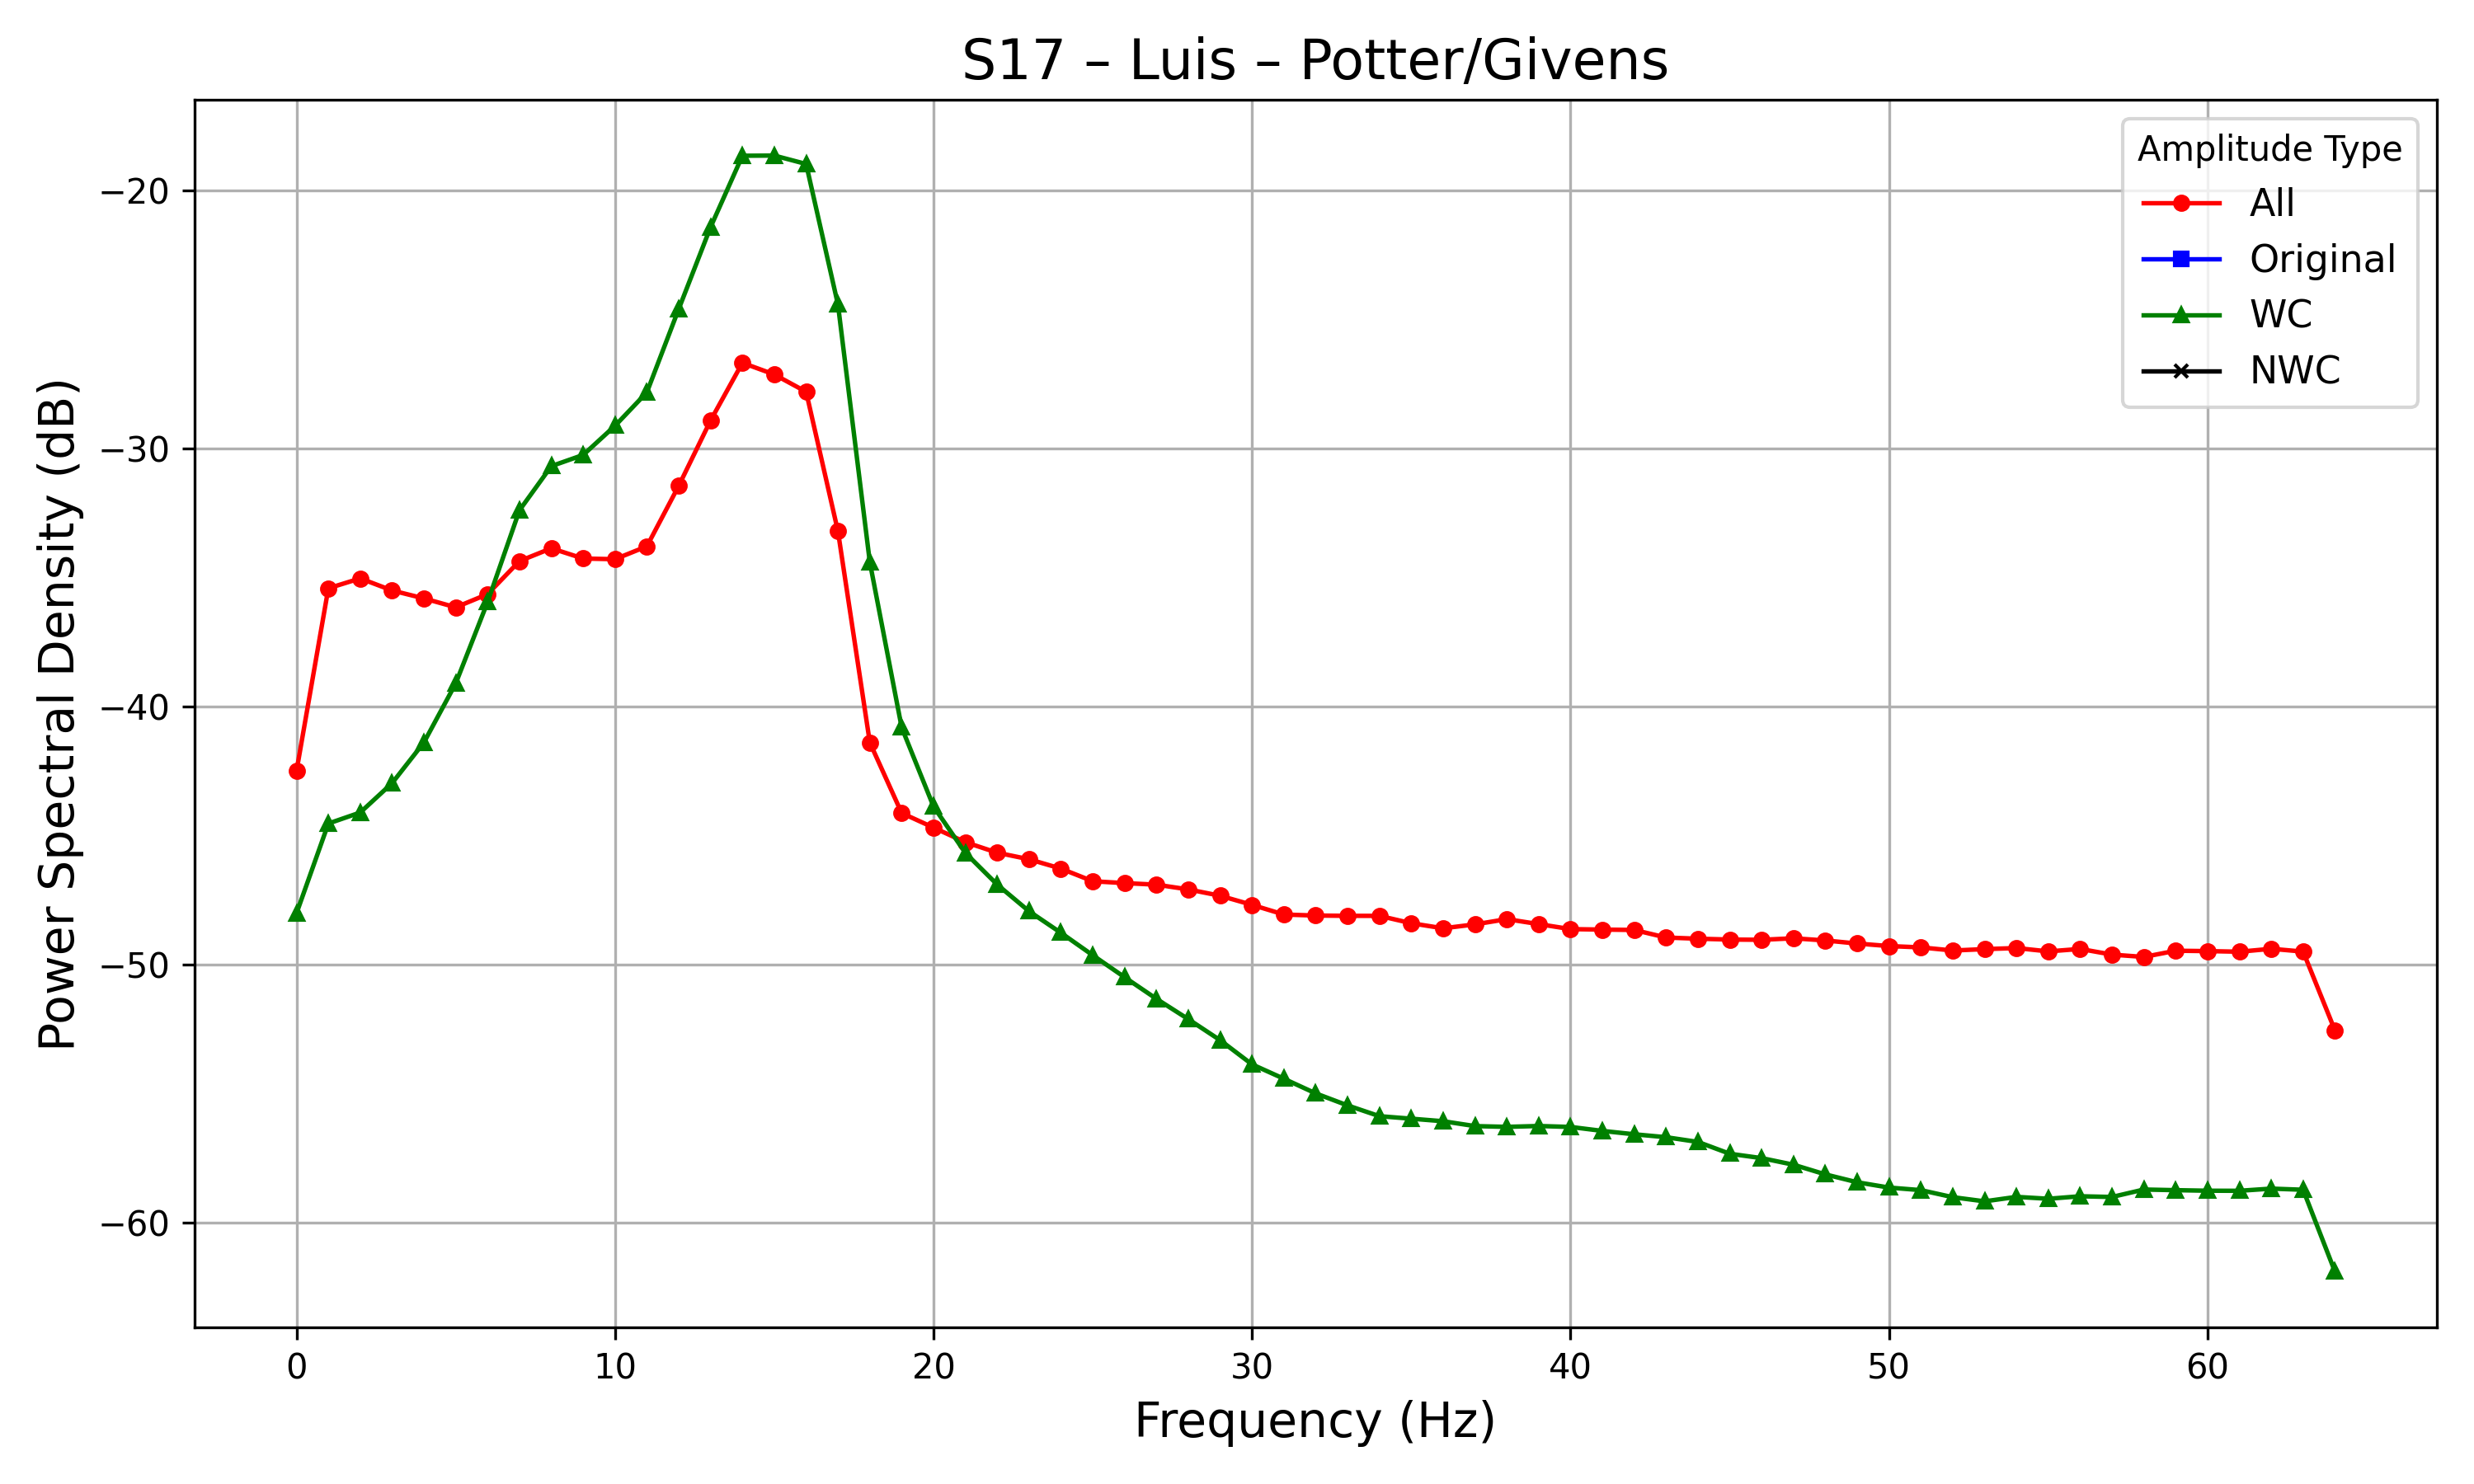 S17 – Luis – Potter/Givens
Power Spectral Density (dB)
−20
−30
−40
−50
−60
Amplitude Type
All
Original
WC
NWC
0 10 20 30 40 50 60
Frequency (Hz)